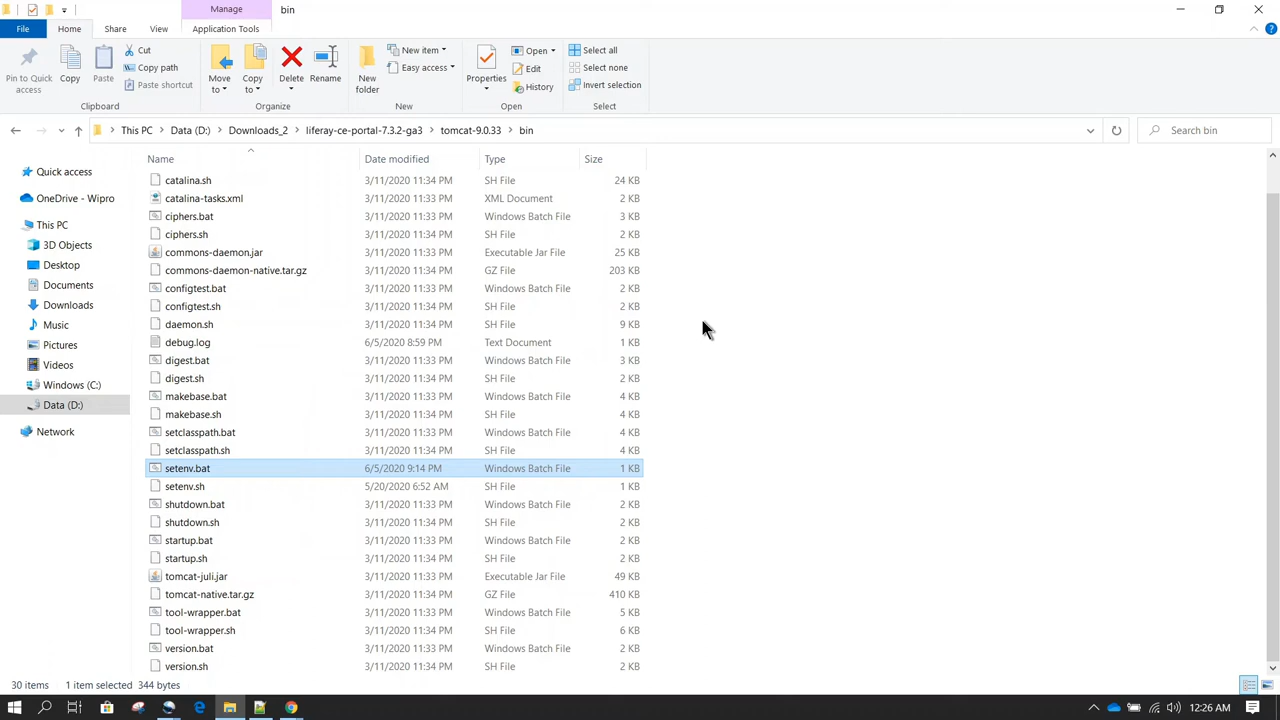 Manage
bin
File
Home
Share
View
Application Tools
Pin to Quick access
Copy
Paste
Cut
Copy path
Paste shortcut
Clipboard
Move to
Copy to
Delete
Rename
Organize
New folder
New item
Easy access
New
Properties
Open
Edit
History
Open
Select all
Select none
Invert selection
Select
This PC
Data (D:)
Downloads_2
liferay-ce-portal-7.3.2-ga3
tomcat-9.0.33
bin
Search bin
Quick access
OneDrive - Wipro
This PC
3D Objects
Desktop
Documents
Downloads
Music
Pictures
Videos
Windows (C:)
Data (D:)
Network
Name Date modified Type Size
catalina.sh 3/11/2020 11:34 PM SH File 24 KB
catalina-tasks.xml 3/11/2020 11:33 PM XML Document 2 KB
ciphers.bat 3/11/2020 11:33 PM Windows Batch File 3 KB
ciphers.sh 3/11/2020 11:34 PM SH File 2 KB
commons-daemon.jar 3/11/2020 11:33 PM Executable Jar File 25 KB
commons-daemon-native.tar.gz 3/11/2020 11:34 PM GZ File 203 KB
configtest.bat 3/11/2020 11:33 PM Windows Batch File 3 KB
configtest.sh 3/11/2020 11:34 PM SH File 2 KB
daemon.sh 3/11/2020 11:34 PM SH File 9 KB
debug.log 6/5/2020 8:59 PM Text Document 1 KB
digest.bat 3/11/2020 11:33 PM Windows Batch File 3 KB
digest.sh 3/11/2020 11:34 PM SH File 2 KB
makebase.bat 3/11/2020 11:33 PM Windows Batch File 4 KB
makebase.sh 3/11/2020 11:34 PM SH File 4 KB
setclasspath.bat 3/11/2020 11:33 PM Windows Batch File 4 KB
setclasspath.sh 3/11/2020 11:34 PM SH File 4 KB
setenv.bat 6/5/2020 9:14 PM Windows Batch File 1 KB
setenv.sh 5/20/2020 6:52 AM SH File 1 KB
shutdown.bat 3/11/2020 11:33 PM Windows Batch File 2 KB
shutdown.sh 3/11/2020 11:34 PM SH File 2 KB
startup.bat 3/11/2020 11:33 PM Windows Batch File 2 KB
startup.sh 3/11/2020 11:34 PM SH File 2 KB
tomcat-juli.jar 3/11/2020 11:33 PM Executable Jar File 49 KB
tomcat-native.tar.gz 3/11/2020 11:34 PM GZ File 410 KB
tool-wrapper.bat 3/11/2020 11:33 PM Windows Batch File 5 KB
tool-wrapper.sh 3/11/2020 11:34 PM SH File 6 KB
version.bat 3/11/2020 11:33 PM Windows Batch File 2 KB
version.sh 3/11/2020 11:34 PM SH File 2 KB
30 items 1 item selected 344 bytes
12:26 AM